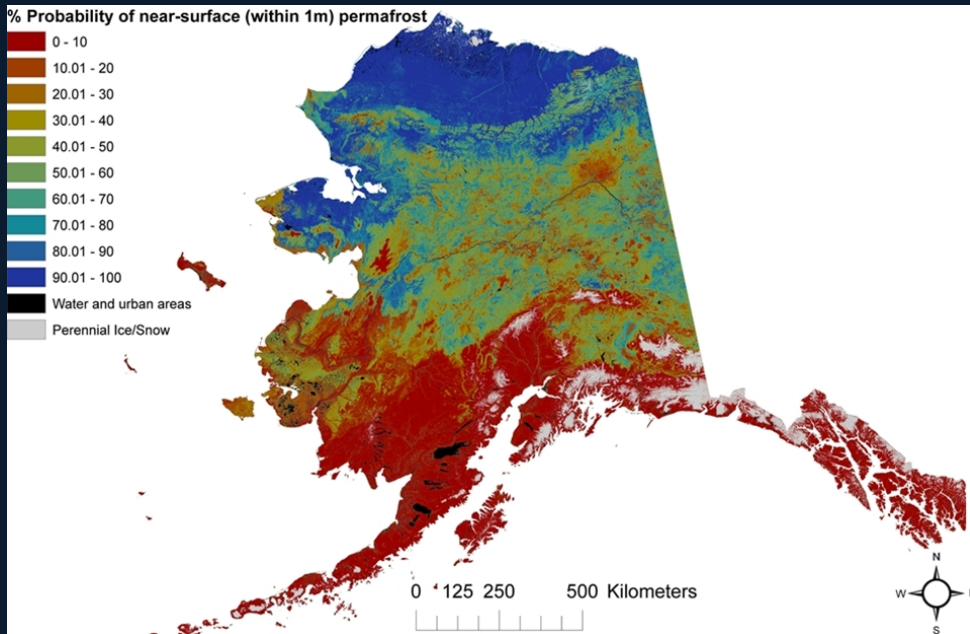 % Probability of near-surface (within 1m) permafrost
0 - 10
10.01 - 20
20.01 - 30
30.01 - 40
40.01 - 50
50.01 - 60
60.01 - 70
70.01 - 80
80.01 - 90
90.01 - 100
Water and urban areas
Perennial Ice/Snow
0 125 250 500 Kilometers
N
W
S